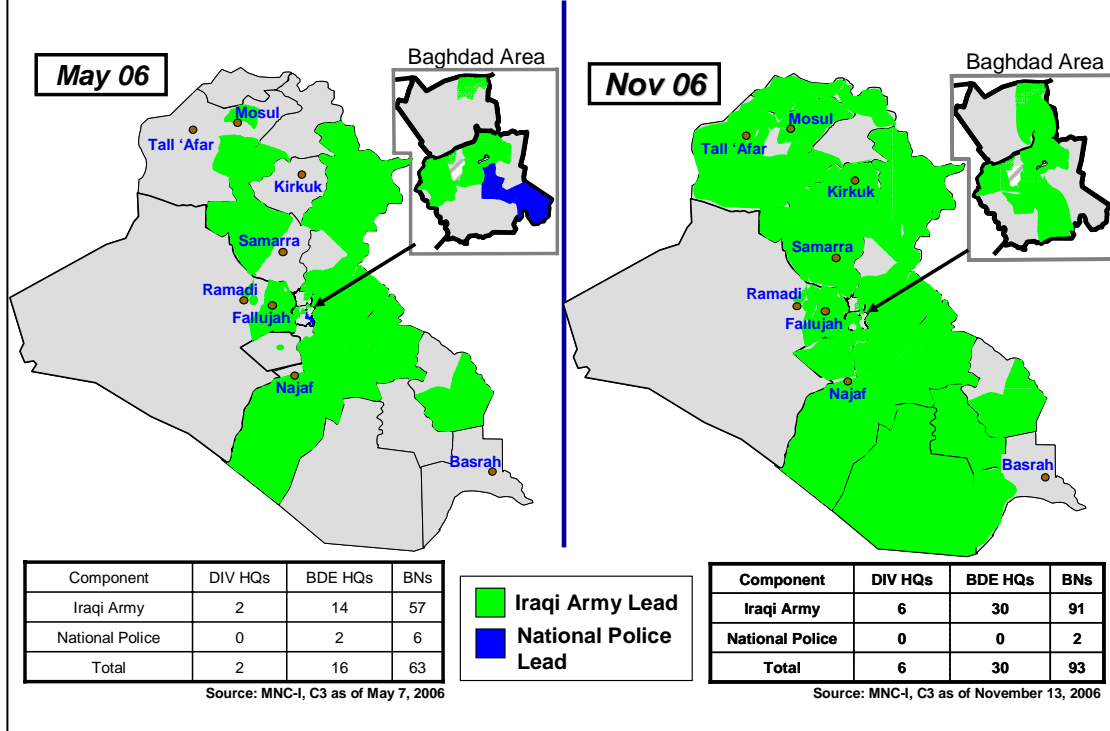 May 06
Baghdad Area
Mosul
Tall ‘Afar
Kirkuk
Samarra
Ramadi
Fallujah
Najaf
Basrah
Component DIV HQs BDE HQs BNs
Iraqi Army 2 14 57
National Police 0 2 6
Total 2 16 63
Source: MNC-I, C3 as of May 7, 2006
Iraqi Army Lead
National Police
Lead
Nov 06
Baghdad Area
Mosul
Tall ‘Afar
Kirkuk
Samarra
Ramadi
Fallujah
Najaf
Basrah
Component DIV HQs BDE HQs BNs
Iraqi Army 6 30 91
National Police 0 0 2
Total 6 30 93
Source: MNC-I, C3 as of November 13, 2006